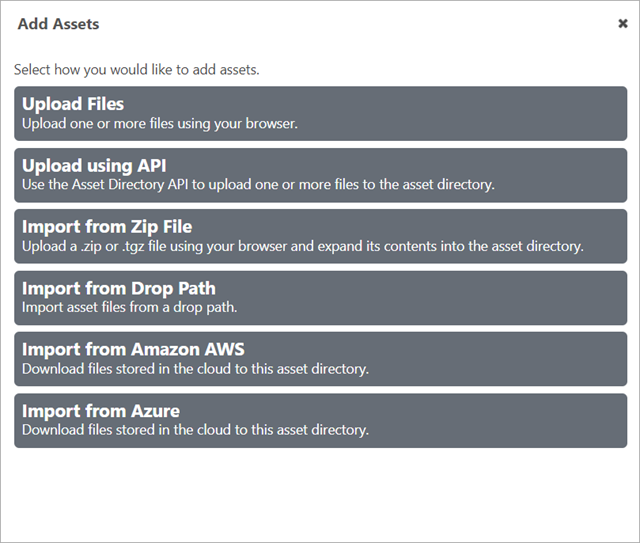 Add Assets
Select how you would like to add assets.
Upload Files
Upload one or more files using your browser.
Upload using API
Use the Asset Directory API to upload one or more files to the asset directory.
Import from Zip File
Upload a .zip or .tgz file using your browser and expand its contents into the asset directory.
Import from Drop Path
Import asset files from a drop path.
Import from Amazon AWS
Download files stored in the cloud to this asset directory.
Import from Azure
Download files stored in the cloud to this asset directory.